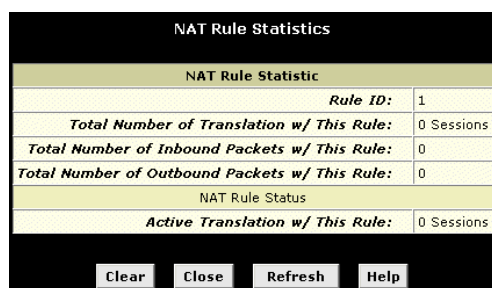 NAT Rule Statistics
NAT Rule Statistic
Rule ID: 1
Total Number of Translation w/ This Rule: 0 Sessions
Total Number of Inbound Packets w/ This Rule: 0
Total Number of Outbound Packets w/ This Rule: 0
NAT Rule Status
Active Translation w/ This Rule: 0 Sessions
Clear Close Refresh Help